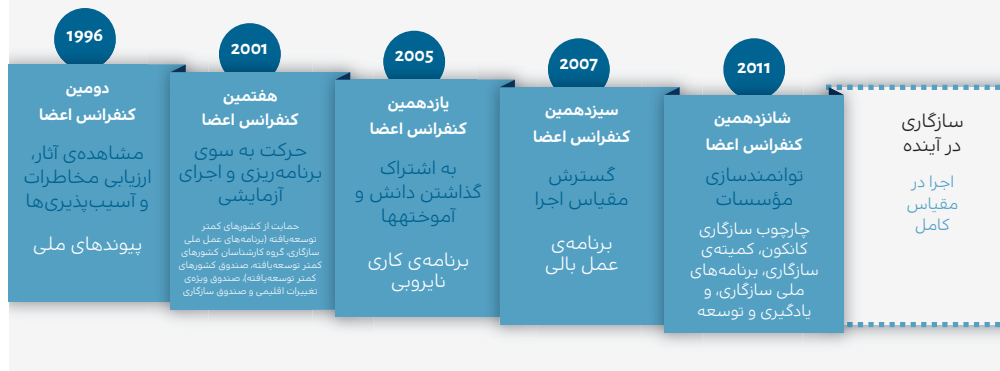 1996
دومین
کنفرانس اعضا
مشاهده‌ی آثار،
ارزیابی مخاطرات
و آسیب‌پذیری‌ها
پیوندهای ملی
2001
هفتمین
کنفرانس اعضا
حرکت به سوی
برنامه‌ریزی و اجرای
آزمایشی
حمایت از کشورهای کمتر
توسعه‌یافته (برنامه‌های عمل ملی
سازگاری، گروه کارشناسان کشورهای
کمتر توسعه‌یافته، صندوق کشورهای
کمتر توسعه‌یافته)، صندوق ویژه‌ی
تغییرات اقلیمی و صندوق سازگاری
2005
یازدهمین
کنفرانس اعضا
به اشتراک
گذاشتن دانش و
آموختهها
برنامه‌ی کاری
نایروبی
2007
سیزدهمین
کنفرانس اعضا
گسترش
مقیاس اجرا
برنامه‌ی
عمل بالی
2011
شانزدهمین
کنفرانس اعضا
توانمندسازی
مؤسسات
چارچوب سازگاری
کانکون، کمیته‌ی
سازگاری، برنامه‌های
ملی سازگاری، و
یادگیری و توسعه
سازگاری
در آینده
اجرا در
مقیاس
کامل